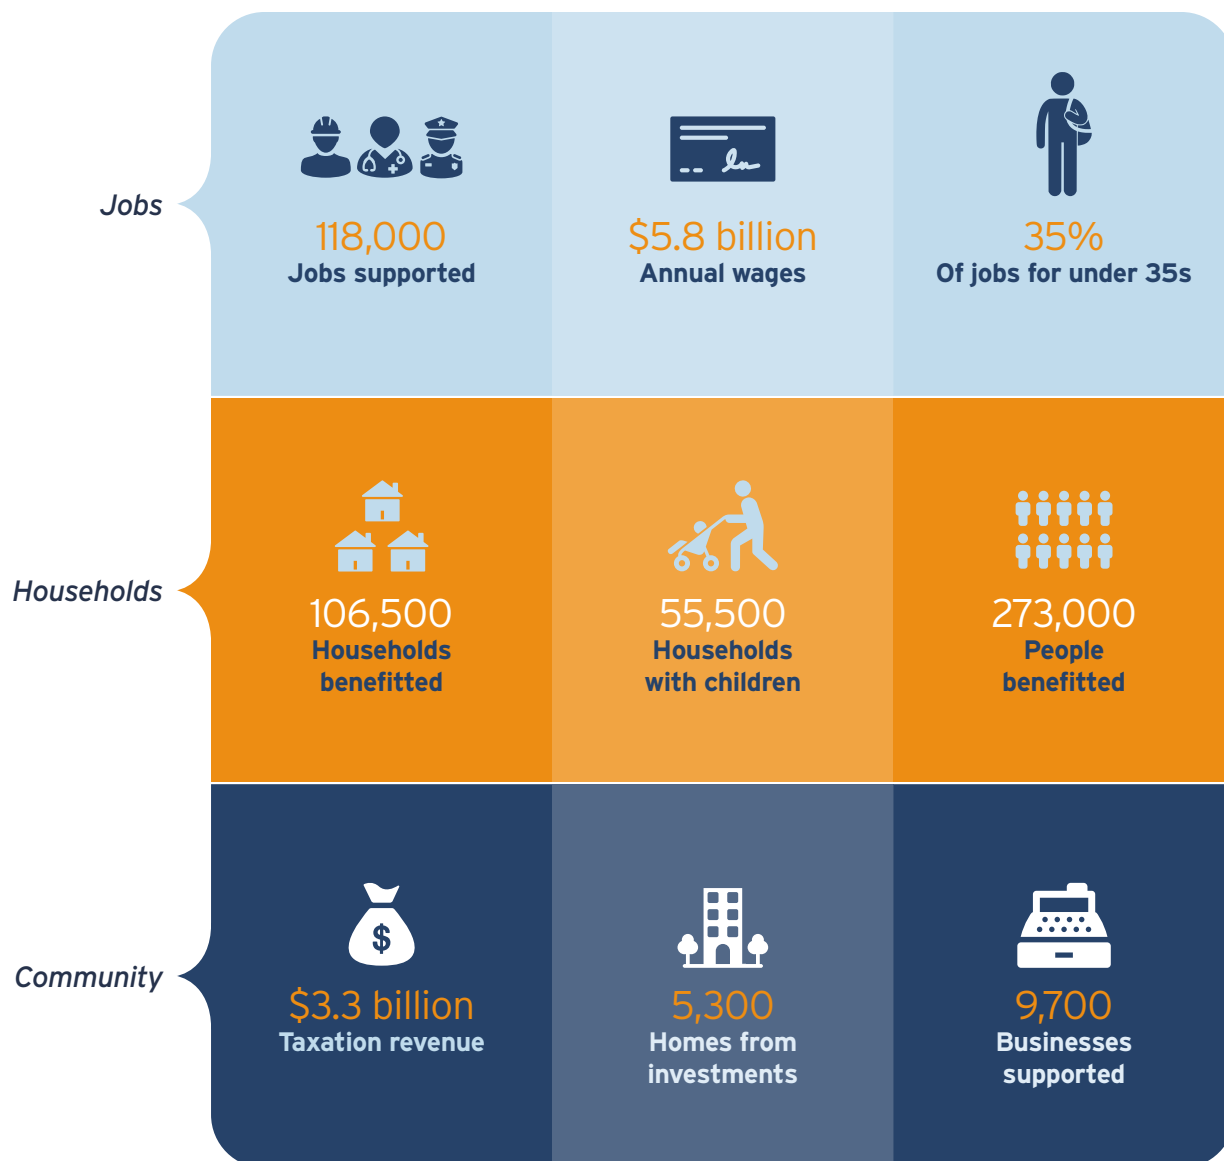 Jobs
118,000
Jobs supported
$5.8 billion
Annual wages
35%
Of jobs for under 35s
Households
106,500
Households
benefitted
55,500
Households
with children
273,000
People
benefitted
Community
$
$3.3 billion
Taxation revenue
5,300
Homes from
investments
9,700
Businesses
supported